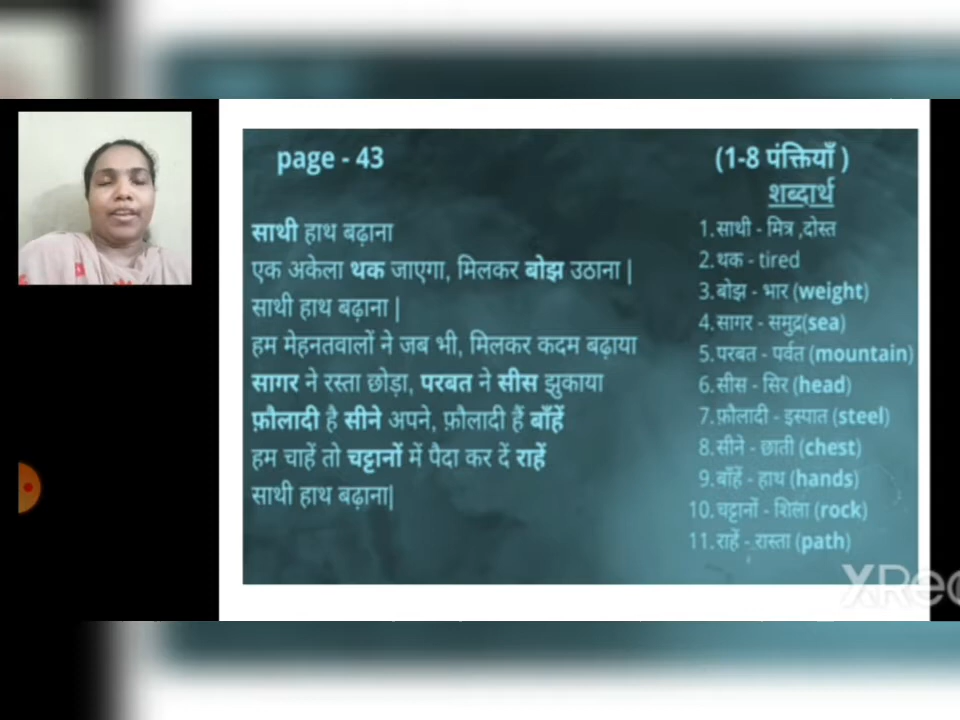 page - 43
साथी हाथ बढ़ाना
एक अकेला थक जाएगा, मिलकर बोझ उठाना |
साथी हाथ बढ़ाना |
हम मेहनतवालों ने जब भी, मिलकर कदम बढ़ाया
सागर ने रस्ता छोड़ा, परबत ने सीस झुकाया
फ़ौलादी है सीने अपने, फ़ौलादी हैं बाँहें
हम चाहें तो चट्टानों में पैदा कर दें राहें
साथी हाथ बढ़ाना|
(1-8 पंक्तियाँ )
शब्दार्थ
1.साथी - मित्र ,दोस्त
2.थक - tired
3.बोझ - भार (weight)
4.सागर - समुद्र(sea)
5.परबत - पर्वत (mountain)
6.सीस - सिर (head)
7.फ़ौलादी - इस्पात (steel)
8.सीने - छाती (chest)
9.बाँहें - हाथ (hands)
10.चट्टानों - शिला (rock)
11.राहें - रास्ता (path)